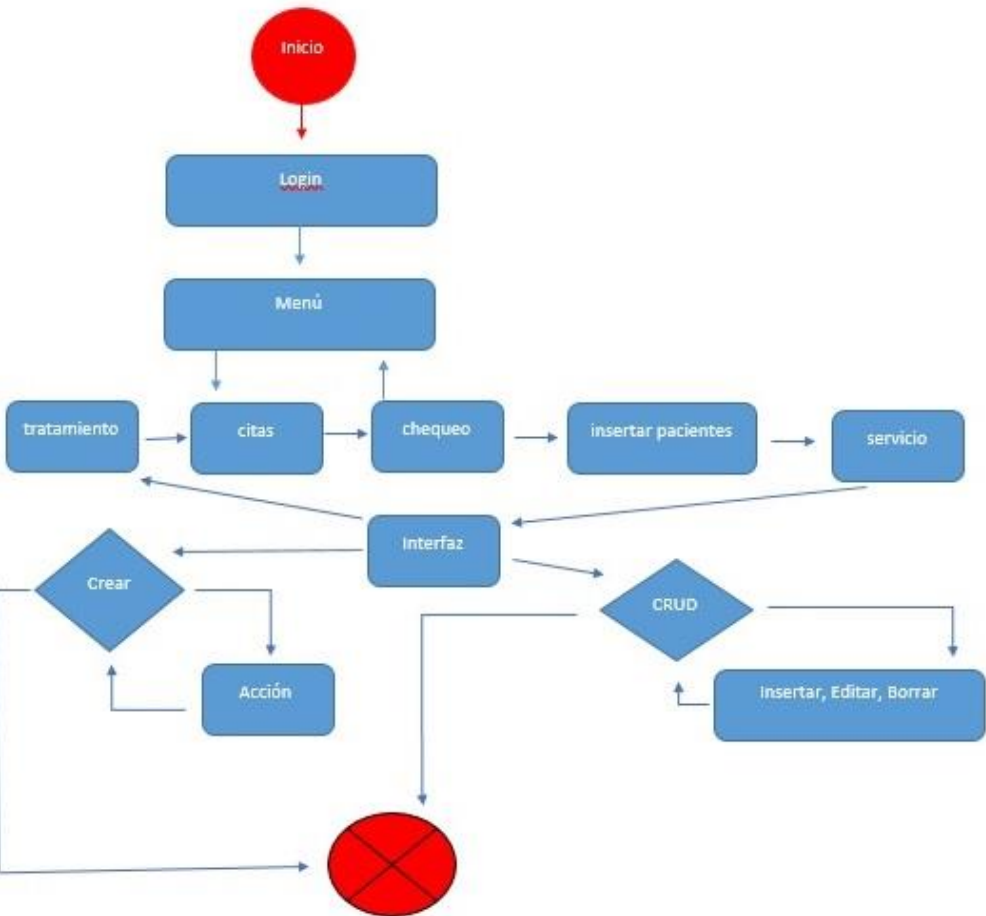 Inicio
Login
Menú
tratamiento
citas
chequeo
insertar pacientes
servicio
Interfaz
Crear
CRUD
Acción
Insertar, Editar, Borrar